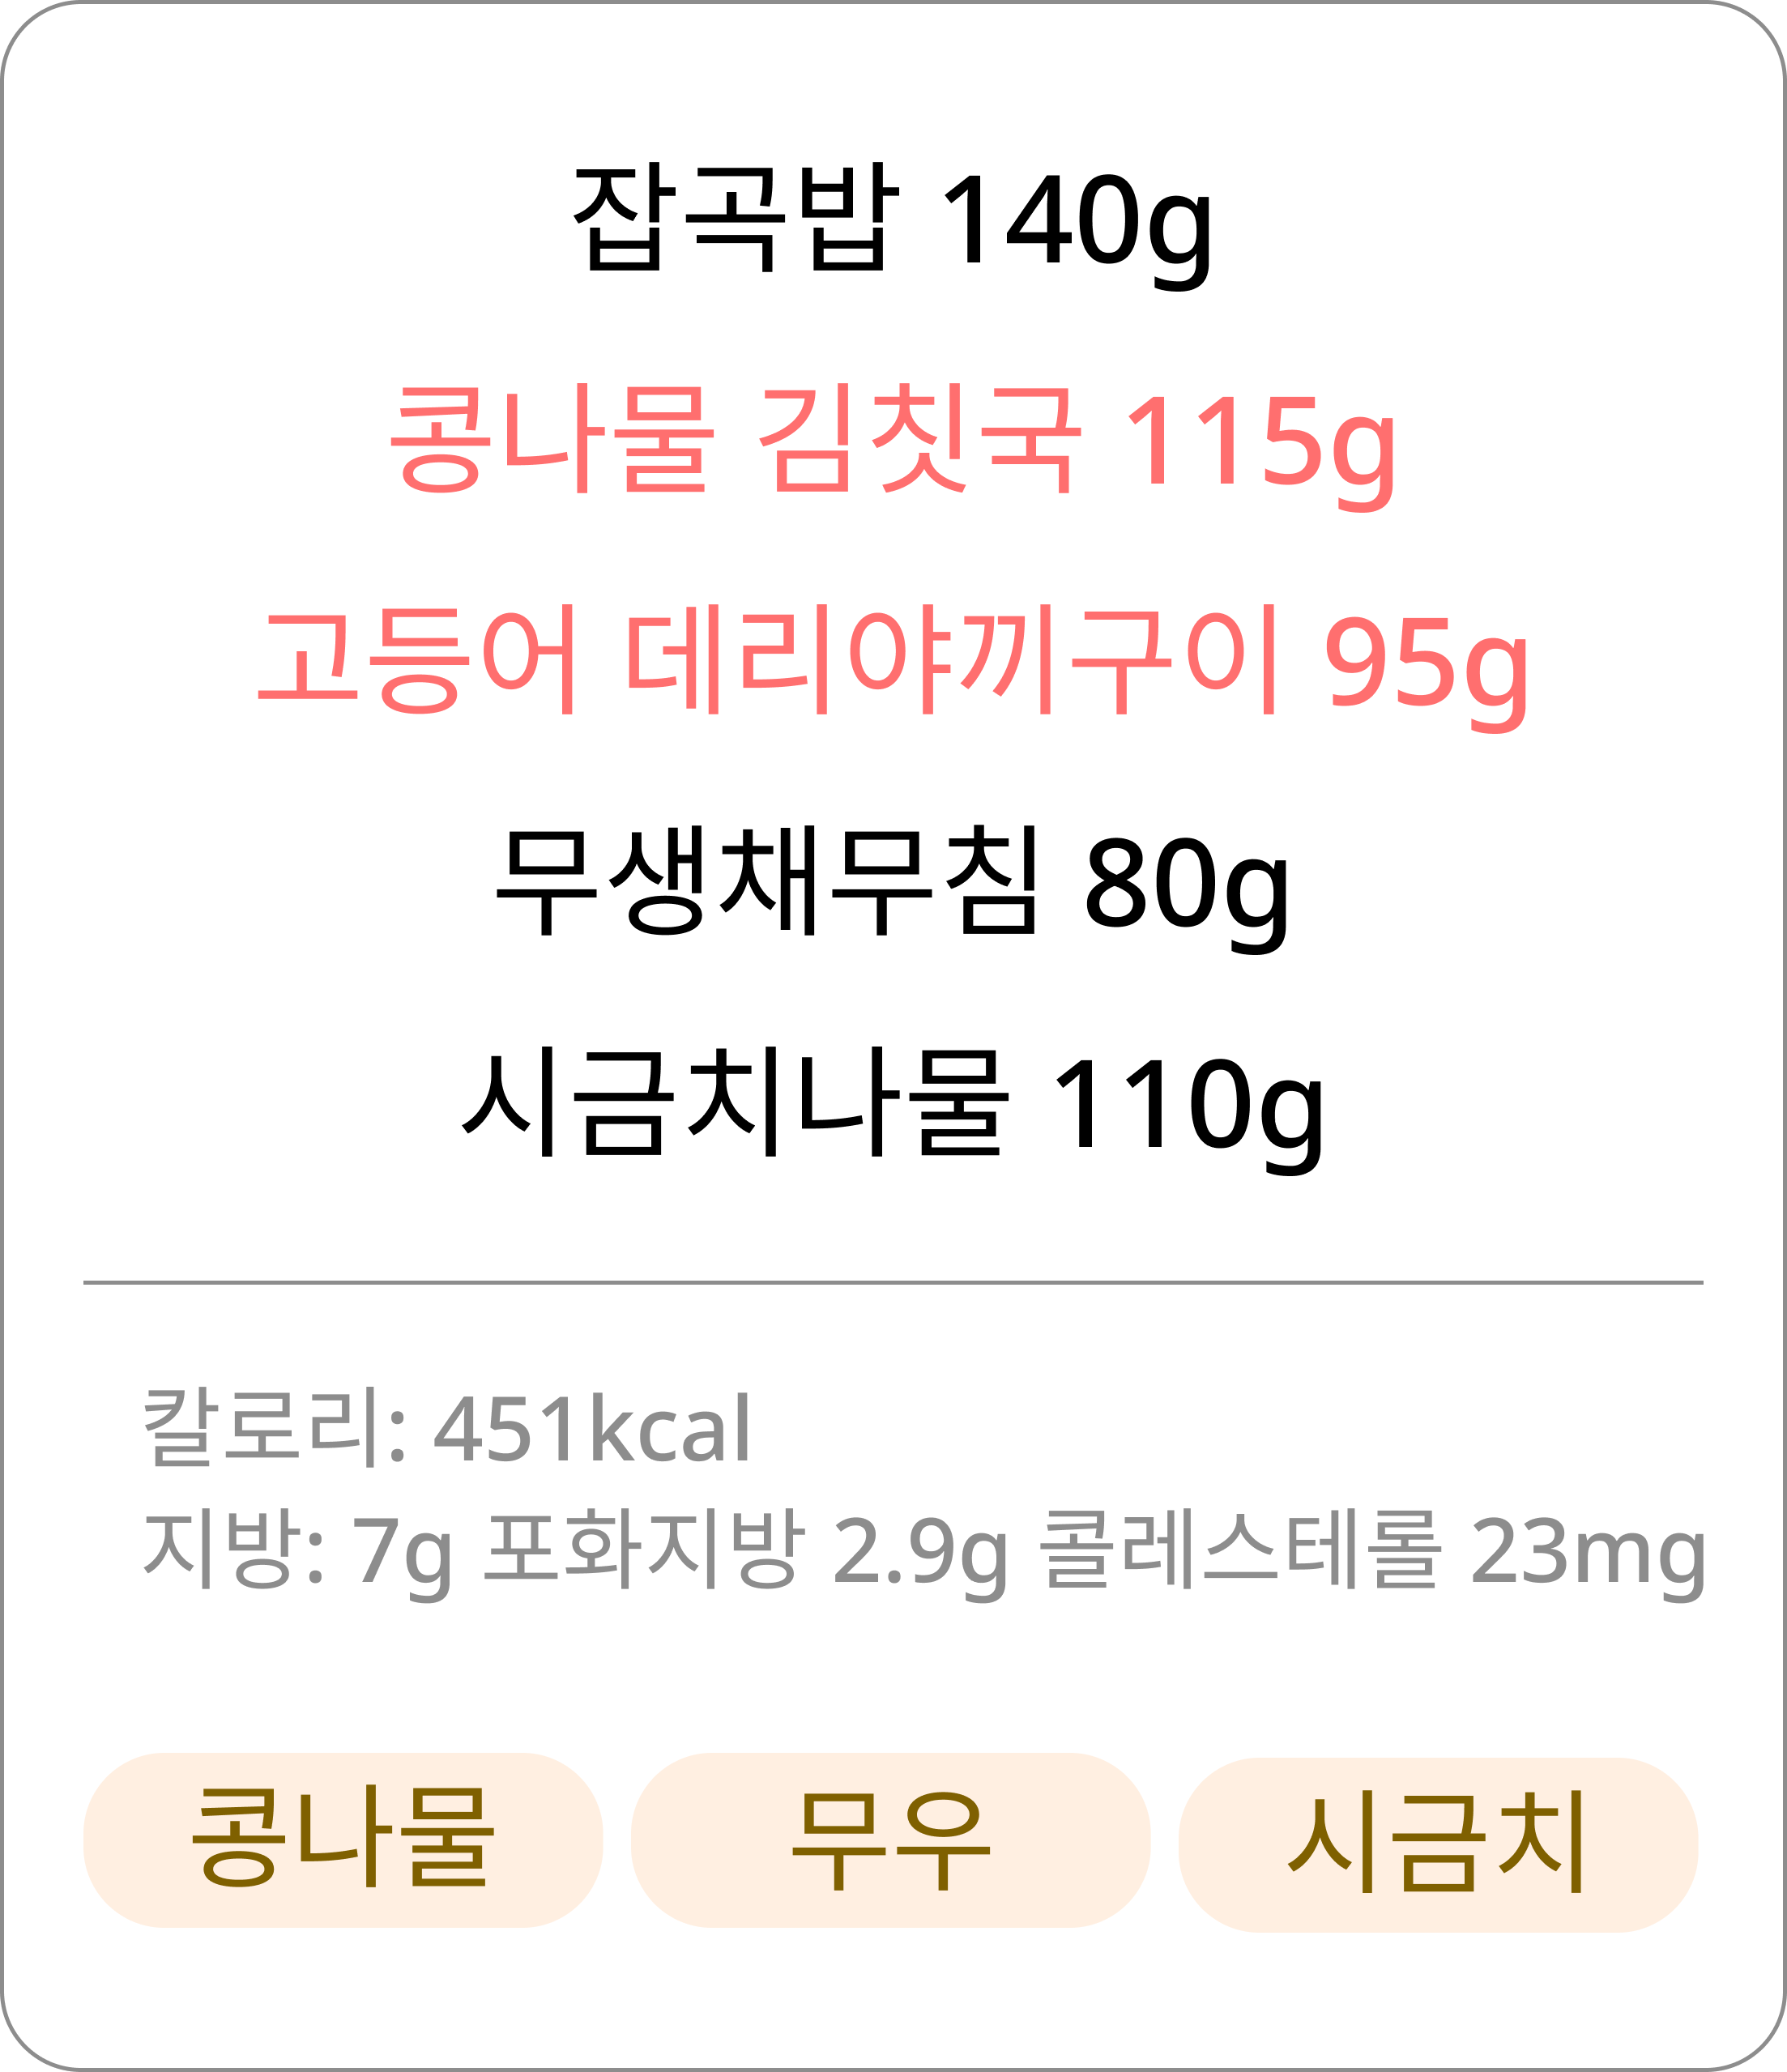 잡곡밥 140g
콩나물 김칫국 115g
고등어 데리야끼구이 95g
무생채무침 80g
시금치나물 110g
칼로리: 451kcal
지방: 7g 포화지방 2.9g 콜레스테롤 23mg
콩나물 무우 시금치